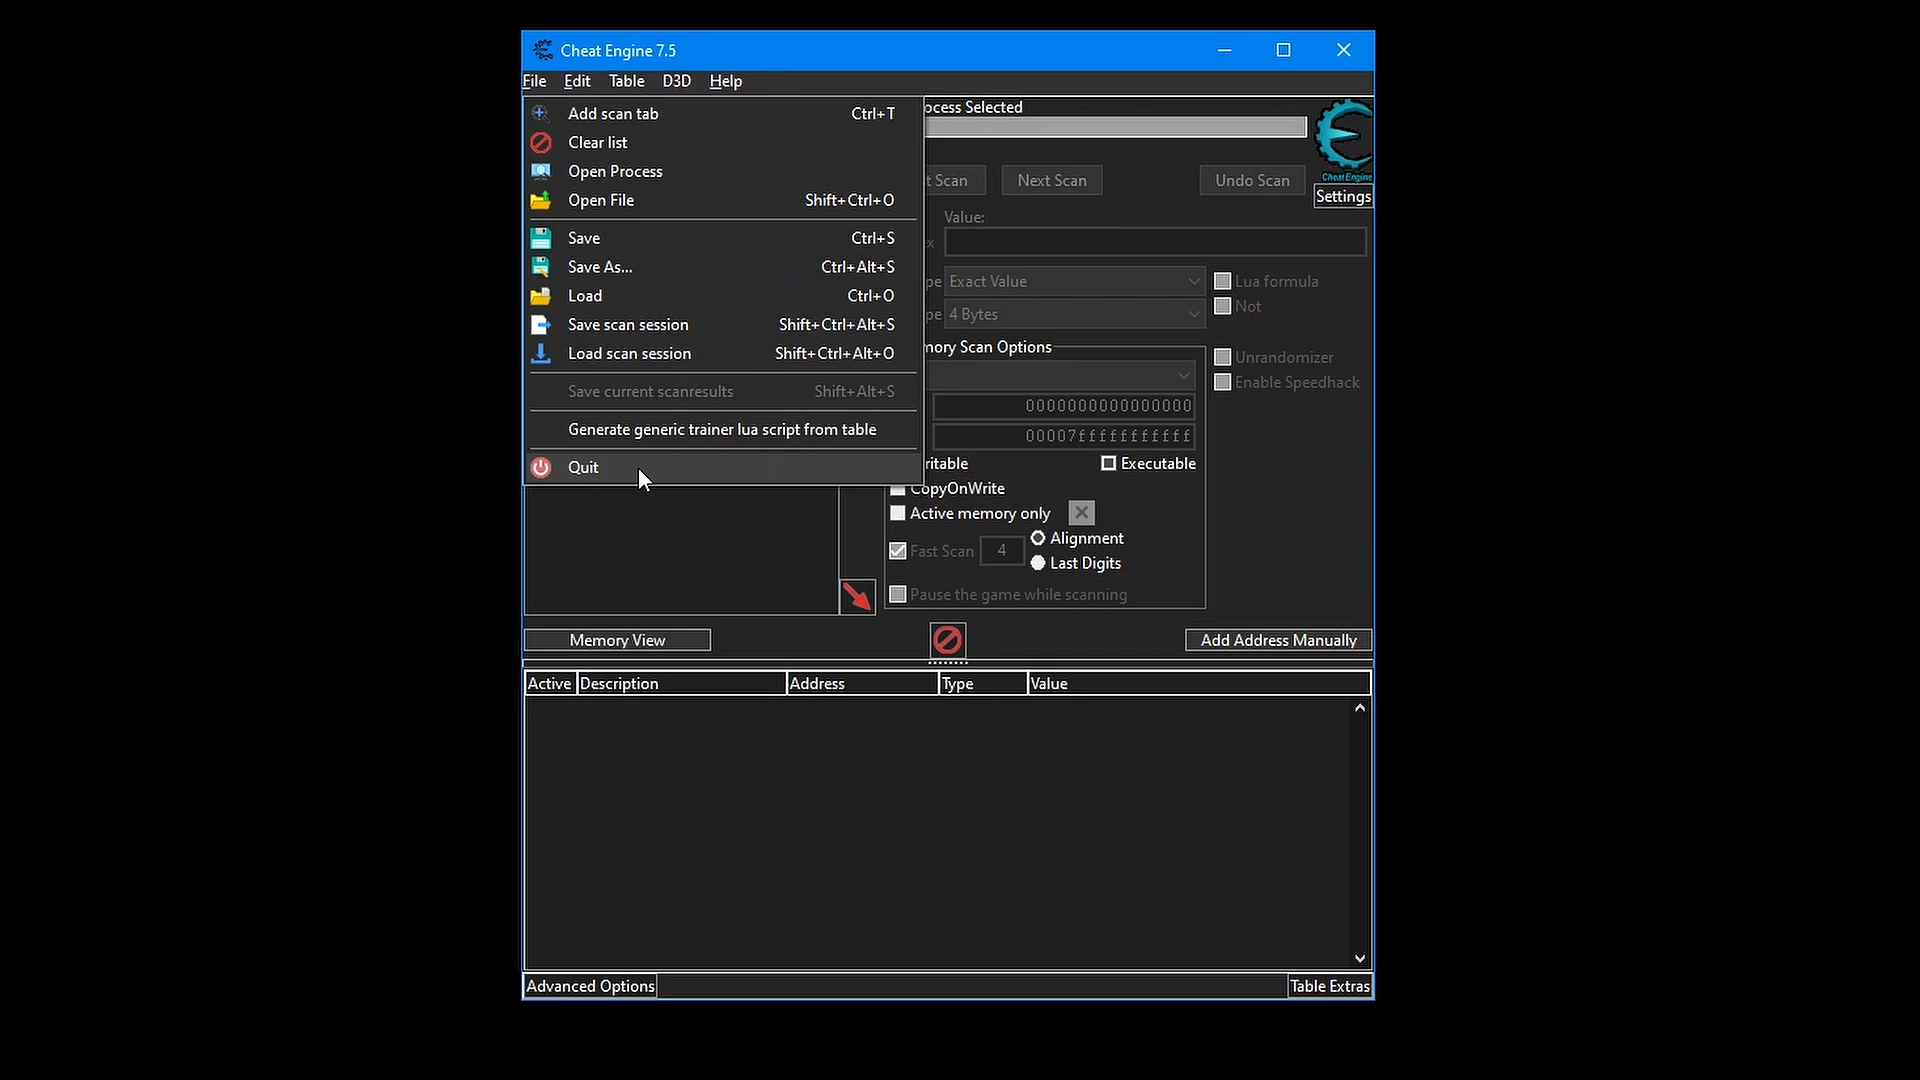 Cheat Engine 7.5
File Edit Table D3D Help
Add scan tab Ctrl+T
Clear list
Open Process
Open File Shift+Ctrl+O
Save Ctrl+S
Save As... Ctrl+Alt+S
Load Ctrl+O
Save scan session Shift+Ctrl+Alt+S
Load scan session Shift+Ctrl+Alt+O
Save current scanresults Shift+Alt+S
Generate generic trainer lua script from table
Quit
ocess Selected
Cheat Engine
Settings
t Scan Next Scan Undo Scan
Value:
x
pe Exact Value
Lua formula
Not
pe 4 Bytes
mory Scan Options
Unrandomizer
Enable Speedhack
0000000000000000
00007fffffffffff
ritable Executable
CopyOnWrite
Active memory only
Fast Scan 4 Alignment
Last Digits
Pause the game while scanning
Memory View Add Address Manually
Active Description Address Type Value
Advanced Options Table Extras